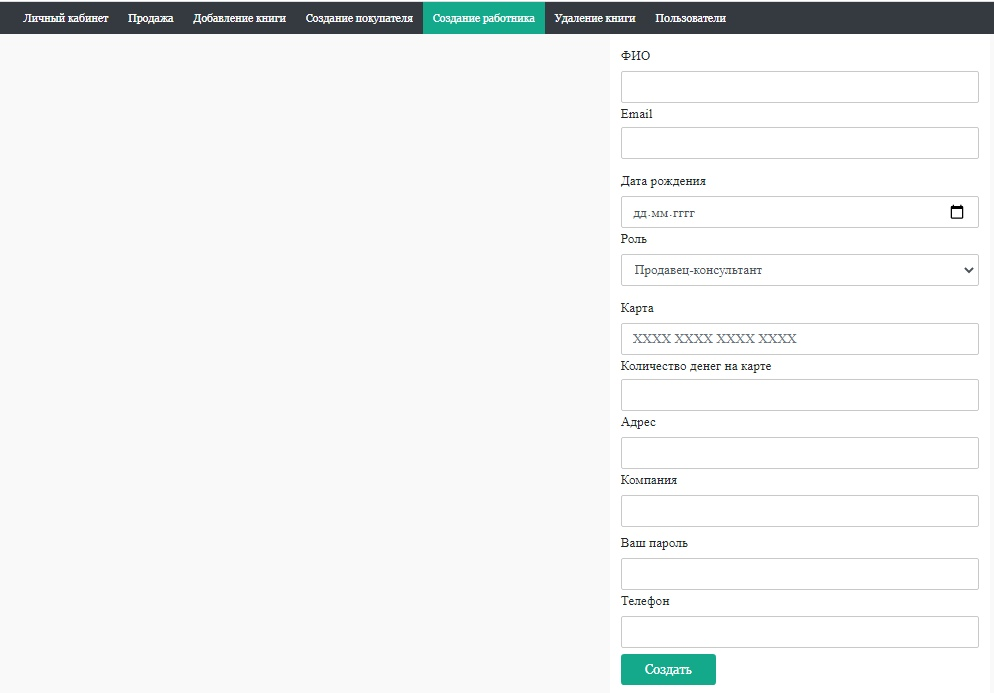 Личный кабинет Продажа Добавление книги Создание покупателя Создание работника Удаление книги Пользователи
ФИО
Email
Дата рождения
дд.мм.гггг
Роль
Продавец-консультант
Карта
XXXX XXXX XXXX XXXX
Количество денег на карте
Адрес
Компания
Ваш пароль
Телефон
Создать